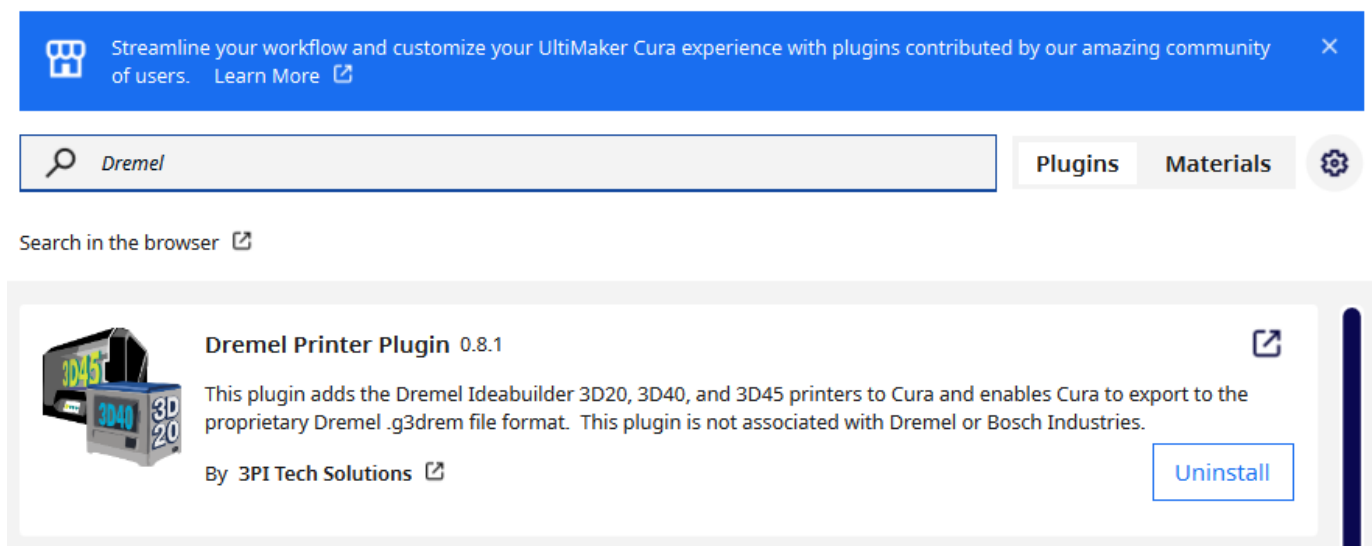 Streamline your workflow and customize your UltiMaker Cura experience with plugins contributed by our amazing community
of users. Learn More
Dremel
Plugins Materials
Search in the browser
Dremel Printer Plugin 0.8.1
This plugin adds the Dremel Ideabuilder 3D20, 3D40, and 3D45 printers to Cura and enables Cura to export to the
proprietary Dremel .g3drem file format. This plugin is not associated with Dremel or Bosch Industries.
By 3PI Tech Solutions
Uninstall
3D45
3D40
3D
20